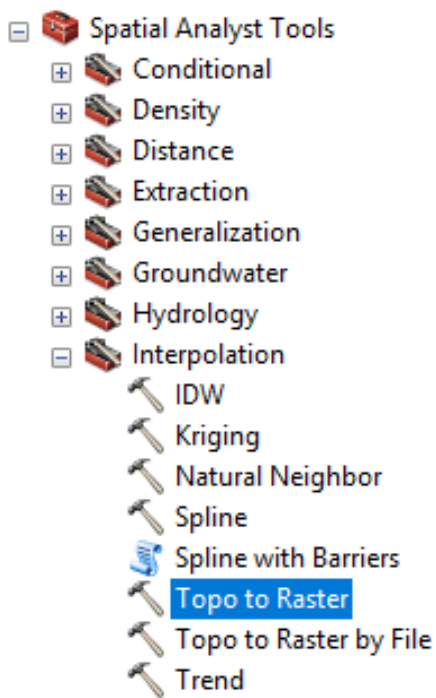 Spatial Analyst Tools
Conditional
Density
Distance
Extraction
Generalization
Groundwater
Hydrology
Interpolation
IDW
Kriging
Natural Neighbor
Spline
Spline with Barriers
Topo to Raster
Topo to Raster by File
Trend